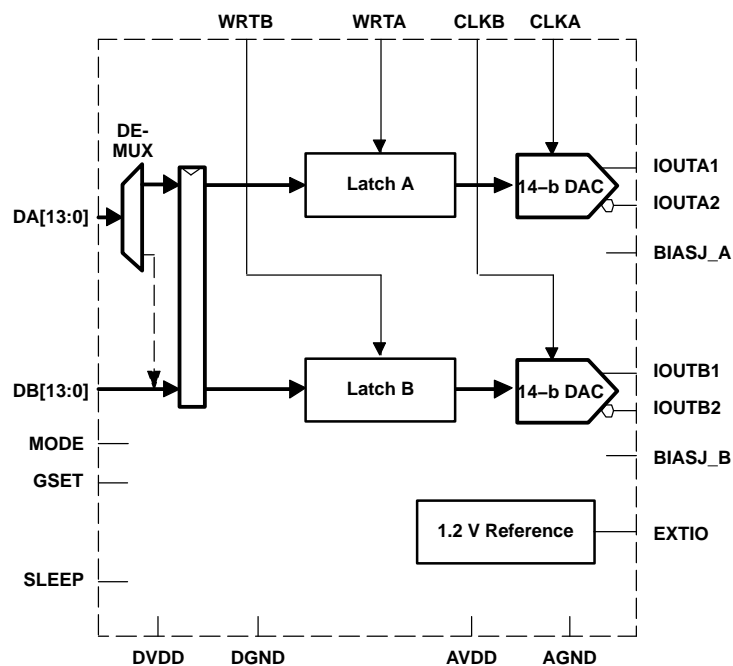 WRTB WRTA CLKB CLKA
DE-
MUX
DA[13:0]
Latch A
14–b DAC
IOUTA1
IOUTA2
BIASJ_A
DB[13:0]
Latch B
14–b DAC
IOUTB1
IOUTB2
BIASJ_B
MODE
GSET
1.2 V Reference
EXTIO
SLEEP
DVDD DGND AVDD AGND